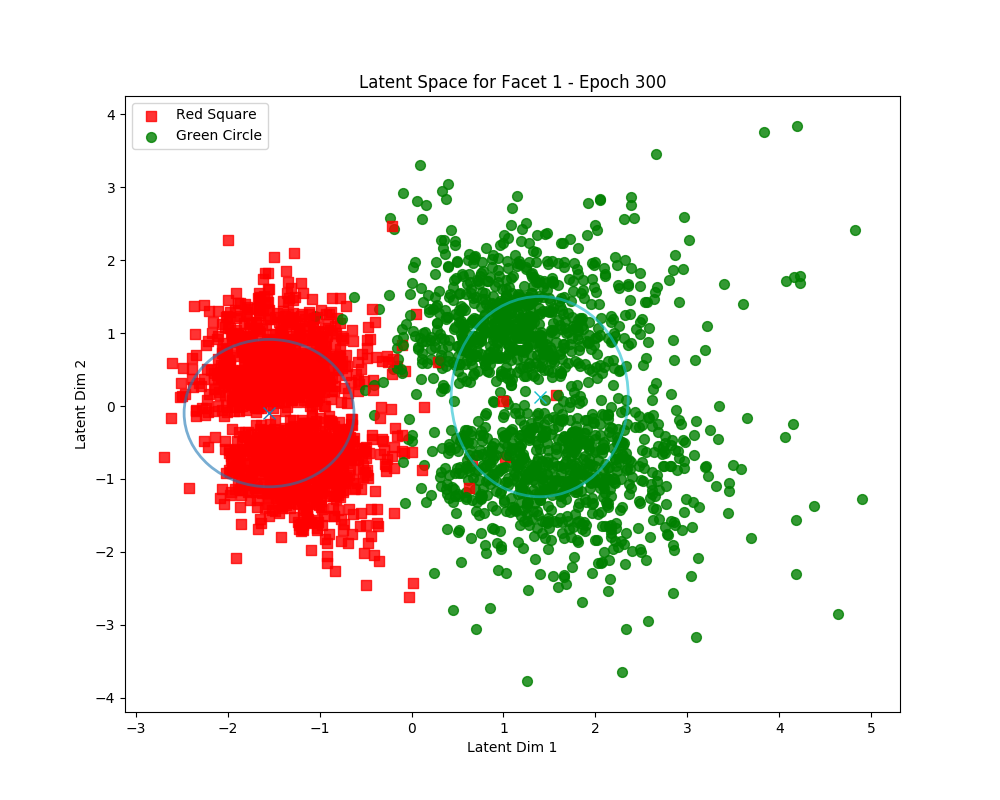 Latent Space for Facet 1 - Epoch 300
Red Square
Green Circle
4
3
2
1
0
−1
−2
−3
−4
Latent Dim 2
−3 −2 −1 0 1 2 3 4 5
Latent Dim 1